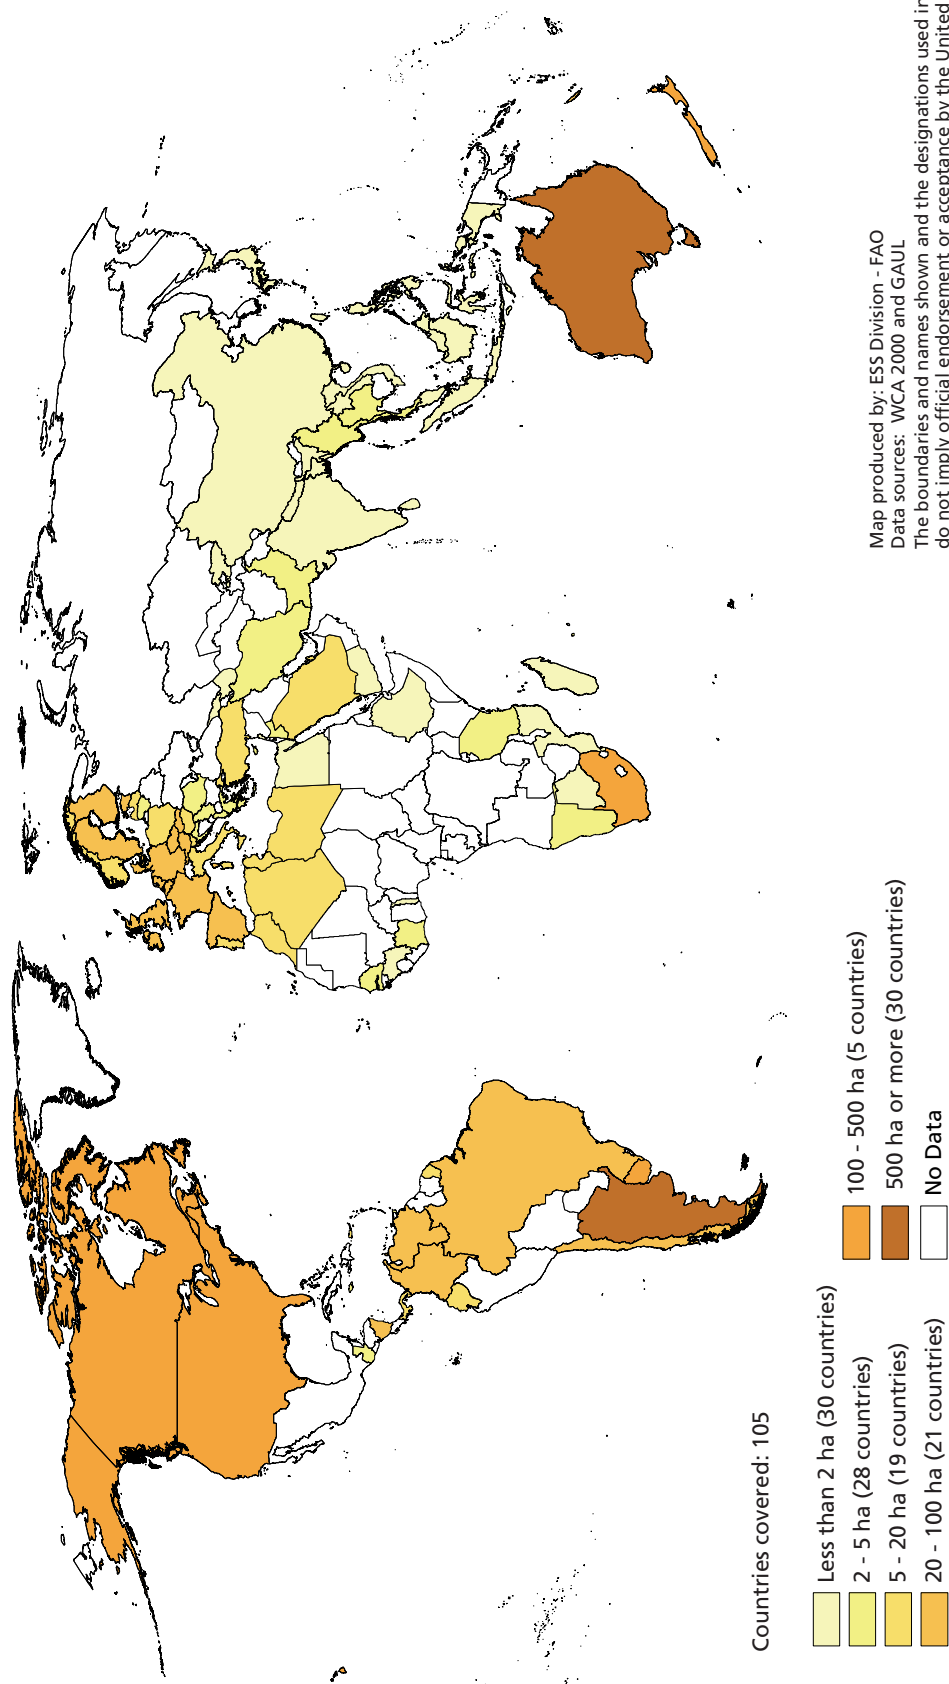 Countries covered: 105
Less than 2 ha (30 countries)
2 - 5 ha (28 countries)
5 - 20 ha (19 countries)
20 - 100 ha (21 countries)
100 - 500 ha (5 countries)
500 ha or more (30 countries)
No Data
Map produced by: ESS Division - FAO
Data sources: WCA 2000 and GAUL
The boundaries and names shown and the designations used in
do not imply official endorsement or acceptance by the United